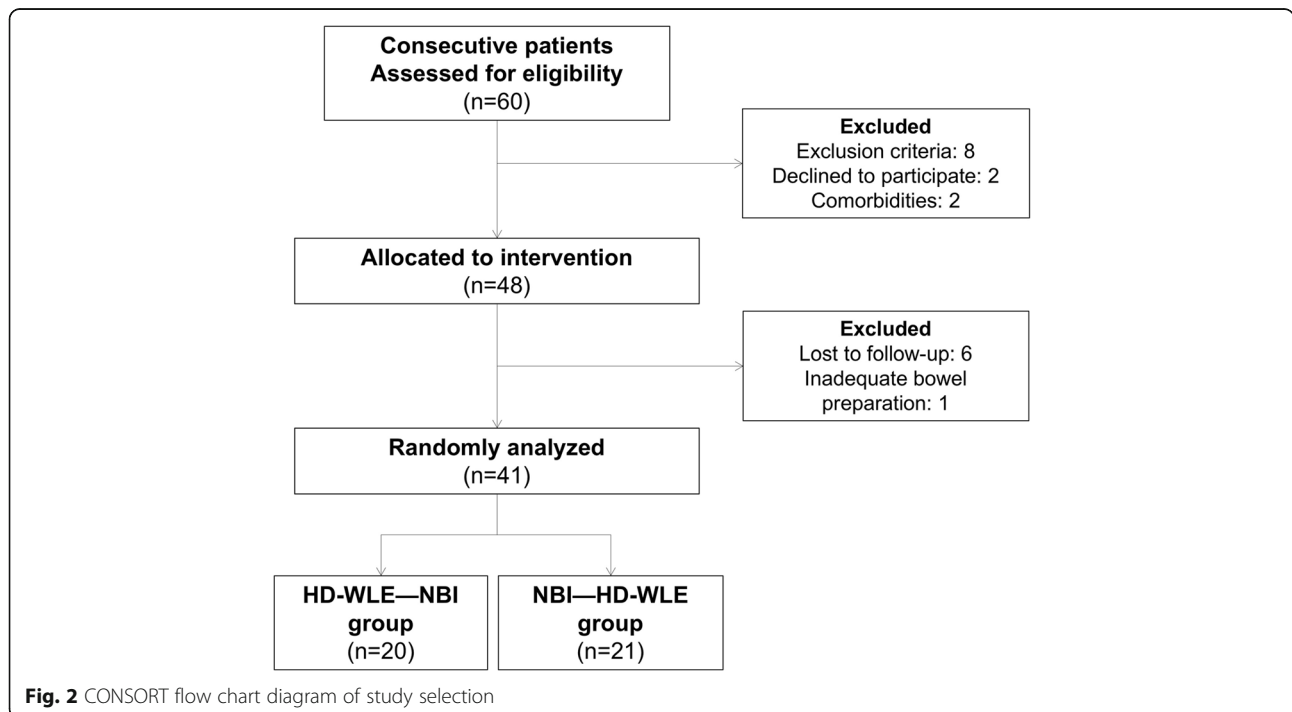 Consecutive patients
Assessed for eligibility
(n=60)
Excluded
Exclusion criteria: 8
Declined to participate: 2
Comorbidities: 2
Allocated to intervention
(n=48)
Excluded
Lost to follow-up: 6
Inadequate bowel
preparation: 1
Randomly analyzed
(n=41)
HD-WLE—NBI
group
(n=20)
NBI—HD-WLE
group
(n=21)
Fig. 2 CONSORT flow chart diagram of study selection